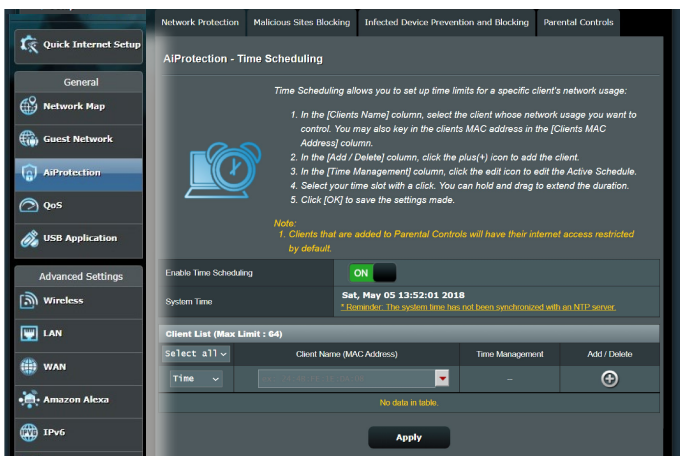 Network Protection
Malicious Sites Blocking
Infected Device Prevention and Blocking
Parental Controls
Quick Internet Setup
General
Network Map
Guest Network
AiProtection
QoS
USB Application
Advanced Settings
Wireless
LAN
WAN
Amazon Alexa
IPv6
AiProtection - Time Scheduling
Time Scheduling allows you to set up time limits for a specific client's network usage:
1. In the [Clients Name] column, select the client whose network usage you want to
control. You may also key in the clients MAC address in the [Clients MAC
Address] column.
2. In the [Add / Delete] column, click the plus(+) icon to add the client.
3. In the [Time Management] column, click the edit icon to edit the Active Schedule.
4. Select your time slot with a click. You can hold and drag to extend the duration.
5. Click [OK] to save the settings made.
Note:
1. Clients that are added to Parental Controls will have their internet access restricted
by default.
Enable Time Scheduling
ON
System Time
Sat, May 05 13:52:01 2018
* Reminder: The system time has not been synchronized with an NTP server.
Client List (Max Limit : 64)
Select all
Client Name (MAC Address)
Time Management
Add / Delete
Time
--
No data in table.
Apply